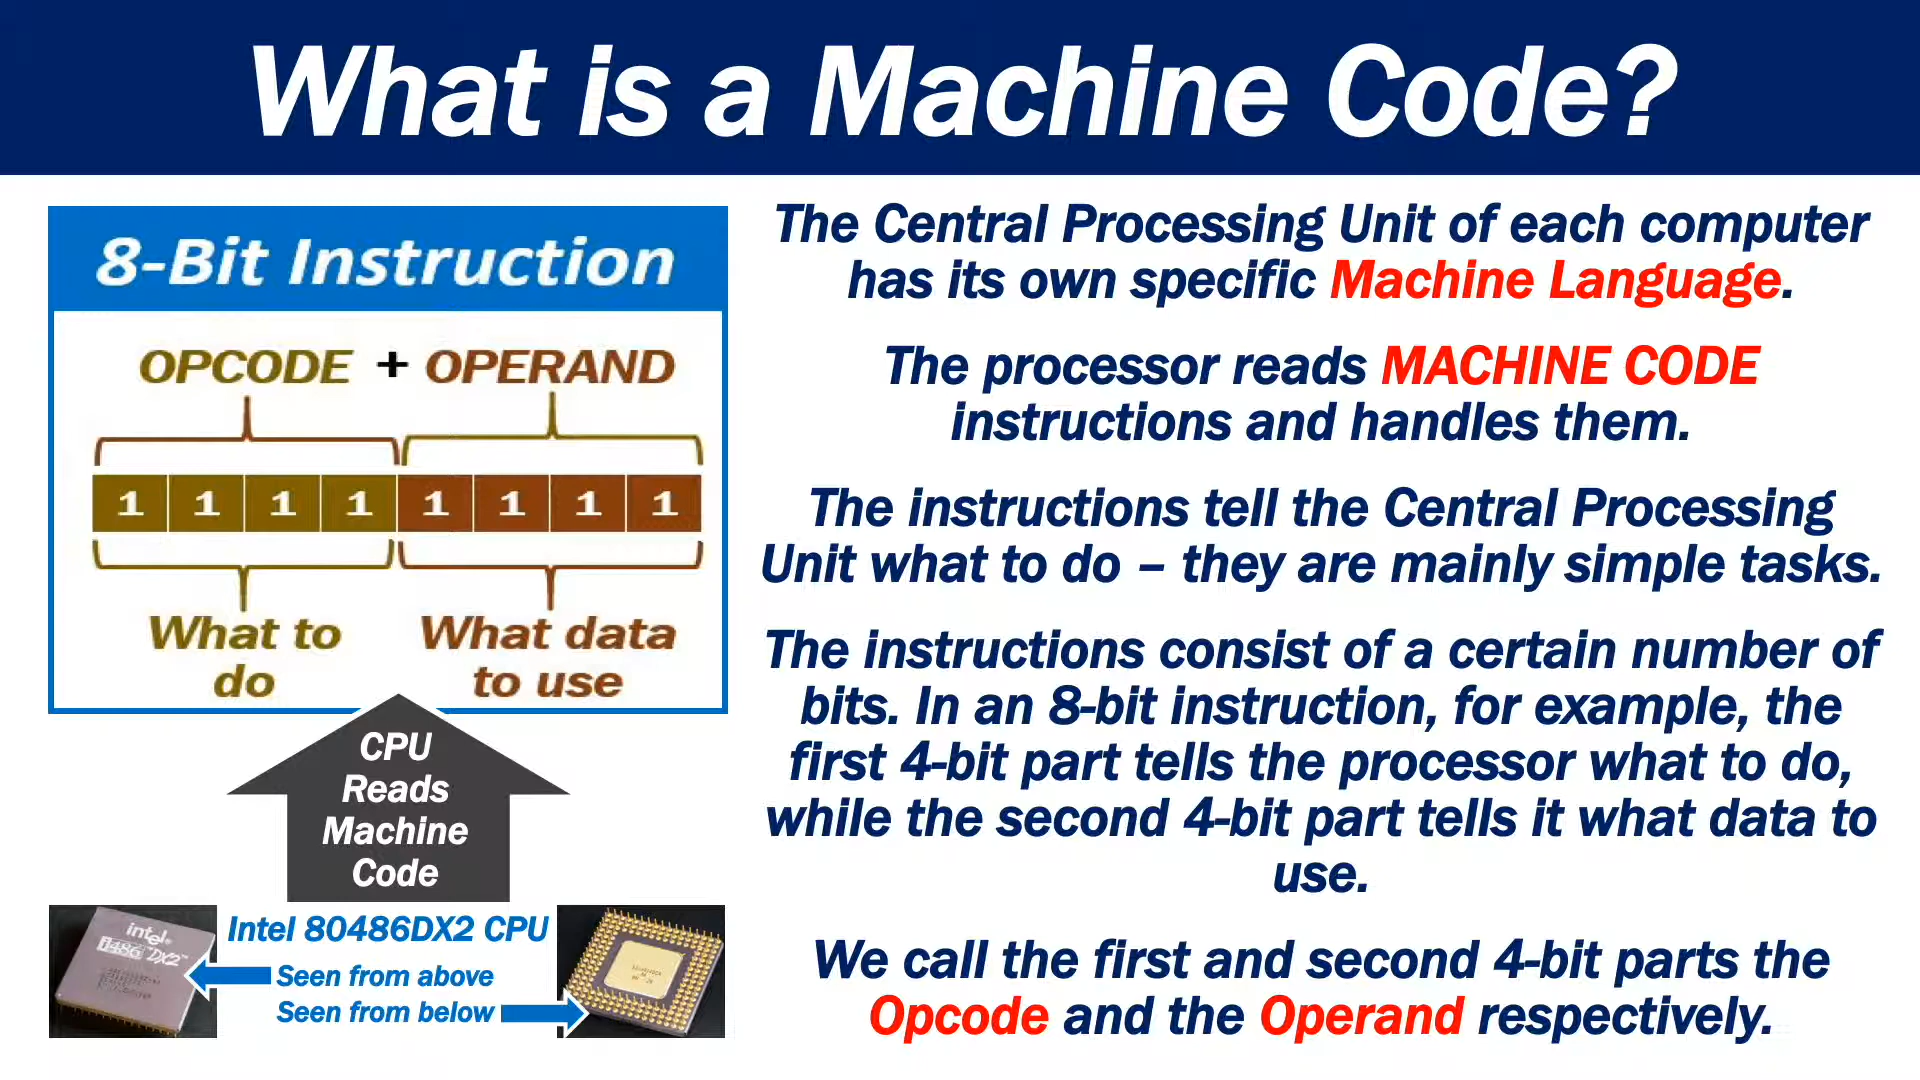 What is a Machine Code?
8-Bit Instruction
OPCODE + OPERAND
1 1 1 1 1 1 1 1
What to do
What data to use
CPU
Reads
Machine
Code
Intel 80486DX2 CPU
Seen from above
Seen from below
intel®
i486™ DX2™
The Central Processing Unit of each computer
has its own specific Machine Language.
The processor reads MACHINE CODE
instructions and handles them.
The instructions tell the Central Processing
Unit what to do – they are mainly simple tasks.
The instructions consist of a certain number of
bits. In an 8-bit instruction, for example, the
first 4-bit part tells the processor what to do,
while the second 4-bit part tells it what data to
use.
We call the first and second 4-bit parts the
Opcode and the Operand respectively.